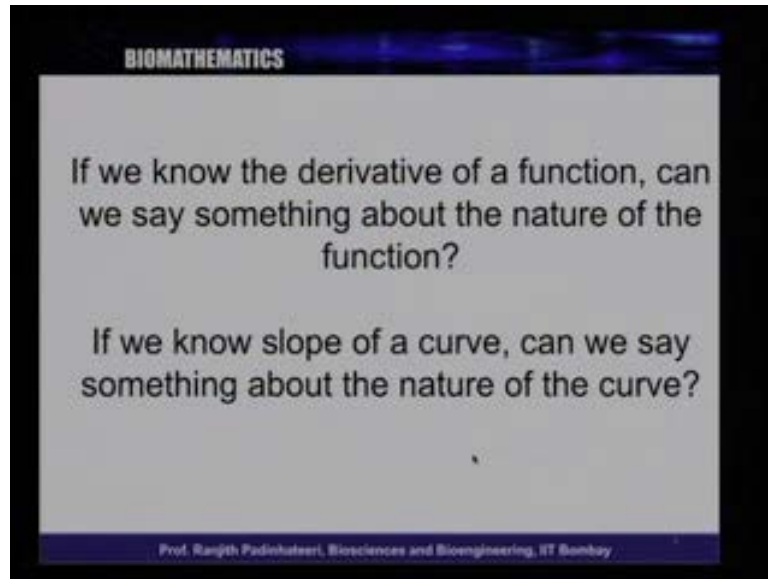 BIOMATHEMATICS
If we know the derivative of a function, can
we say something about the nature of the
function?
If we know slope of a curve, can we say
something about the nature of the curve?
Prof. Ranjith Padinhateeri, Biosciences and Bioengineering, IIT Bombay